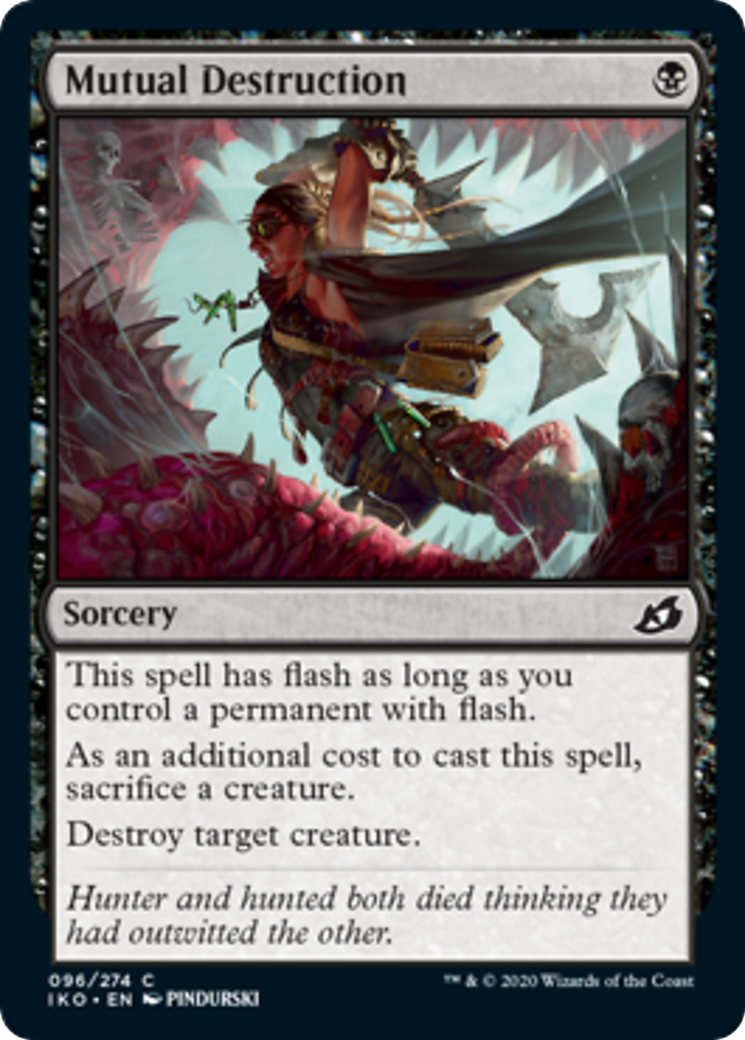 Mutual Destruction
Sorcery
This spell has flash as long as you
control a permanent with flash.
As an additional cost to cast this spell,
sacrifice a creature.
Destroy target creature.
Hunter and hunted both died thinking they
had outwitted the other.
096/274 C
IKO • EN PINDURSKI
™ & © 2020 Wizards of the Coast